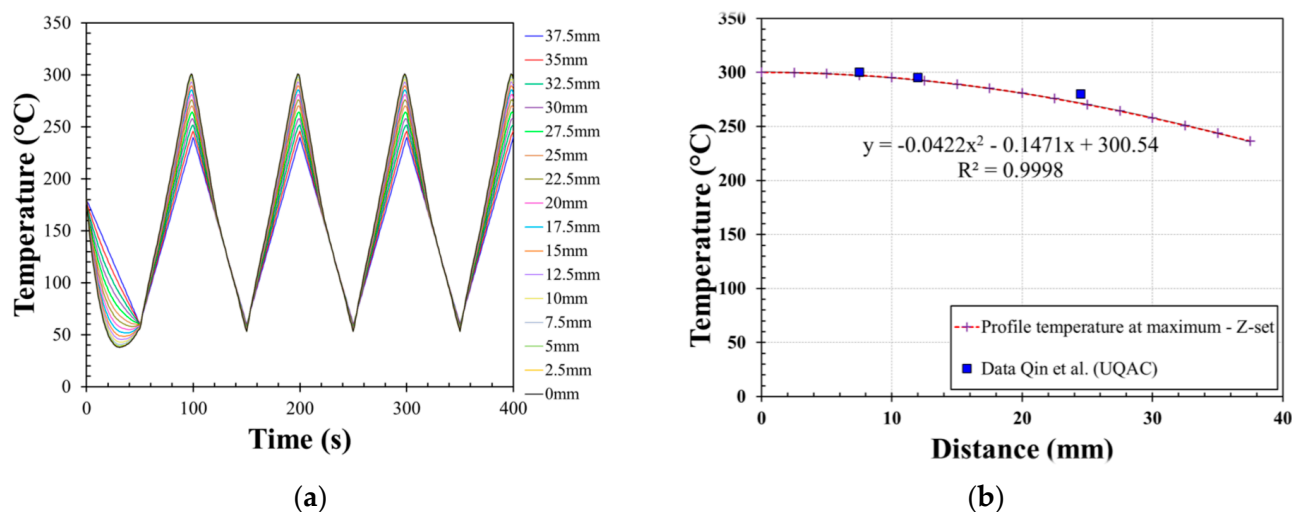 350
300
250
200
150
100
50
0
Temperature (°C)
0
100
200
300
400
Time (s)
37.5mm
35mm
32.5mm
30mm
27.5mm
25mm
22.5mm
20mm
17.5mm
15mm
12.5mm
10mm
7.5mm
5mm
2.5mm
0mm
(a)
350
300
250
200
150
100
50
0
Temperature (°C)
y = -0.0422x² - 0.1471x + 300.54
R² = 0.9998
Profile temperature at maximum - Z-set
Data Qin et al. (UQAC)
0
10
20
30
40
Distance (mm)
(b)